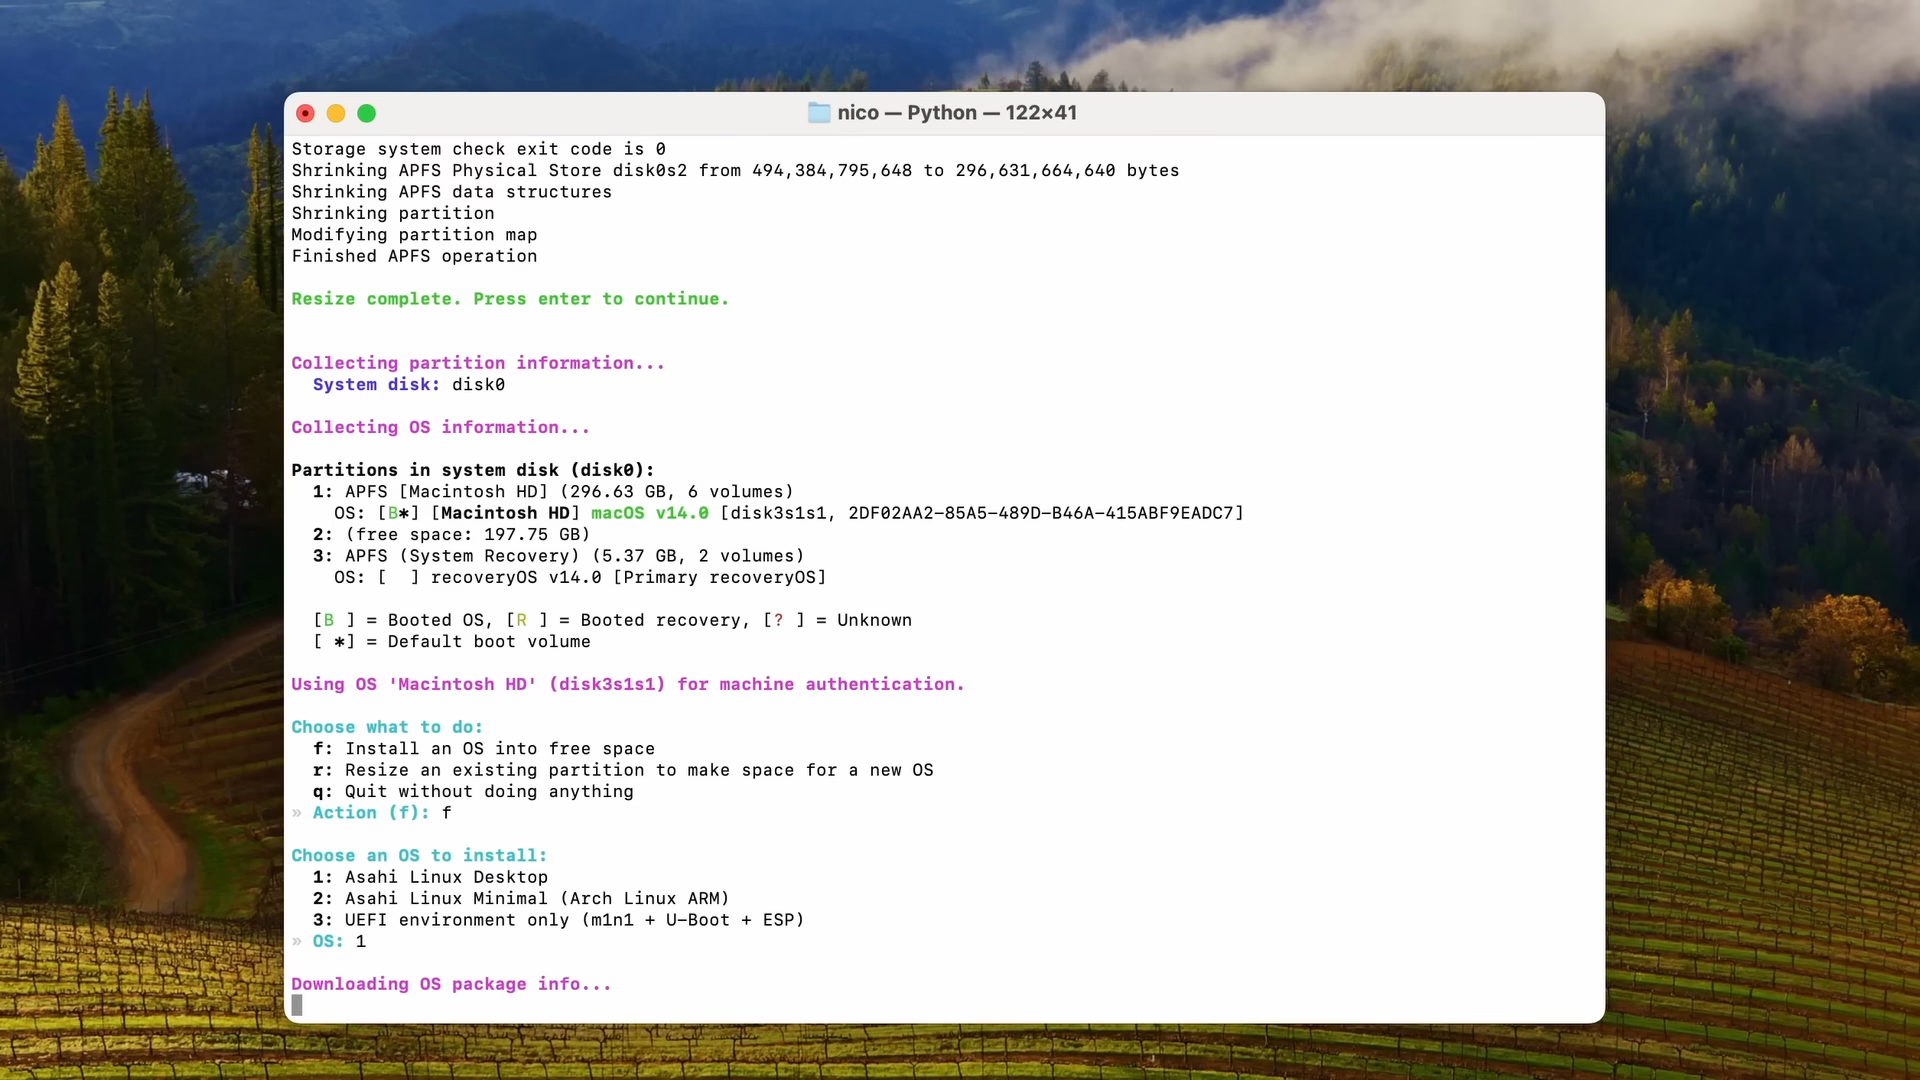 nico — Python — 122×41
Storage system check exit code is 0
Shrinking APFS Physical Store disk0s2 from 494,384,795,648 to 296,631,664,640 bytes
Shrinking APFS data structures
Shrinking partition
Modifying partition map
Finished APFS operation
Resize complete. Press enter to continue.
Collecting partition information...
System disk: disk0
Collecting OS information...
Partitions in system disk (disk0):
1: APFS [Macintosh HD] (296.63 GB, 6 volumes)
OS: [B*] [Macintosh HD] macOS v14.0 [disk3s1s1, 2DF02AA2-85A5-489D-B46A-415ABF9EADC7]
2: (free space: 197.75 GB)
3: APFS (System Recovery) (5.37 GB, 2 volumes)
OS: [  ] recoveryOS v14.0 [Primary recoveryOS]
[B ] = Booted OS, [R ] = Booted recovery, [? ] = Unknown
[ *] = Default boot volume
Using OS 'Macintosh HD' (disk3s1s1) for machine authentication.
Choose what to do:
f: Install an OS into free space
r: Resize an existing partition to make space for a new OS
q: Quit without doing anything
» Action (f): f
Choose an OS to install:
1: Asahi Linux Desktop
2: Asahi Linux Minimal (Arch Linux ARM)
3: UEFI environment only (m1n1 + U-Boot + ESP)
» OS: 1
Downloading OS package info...